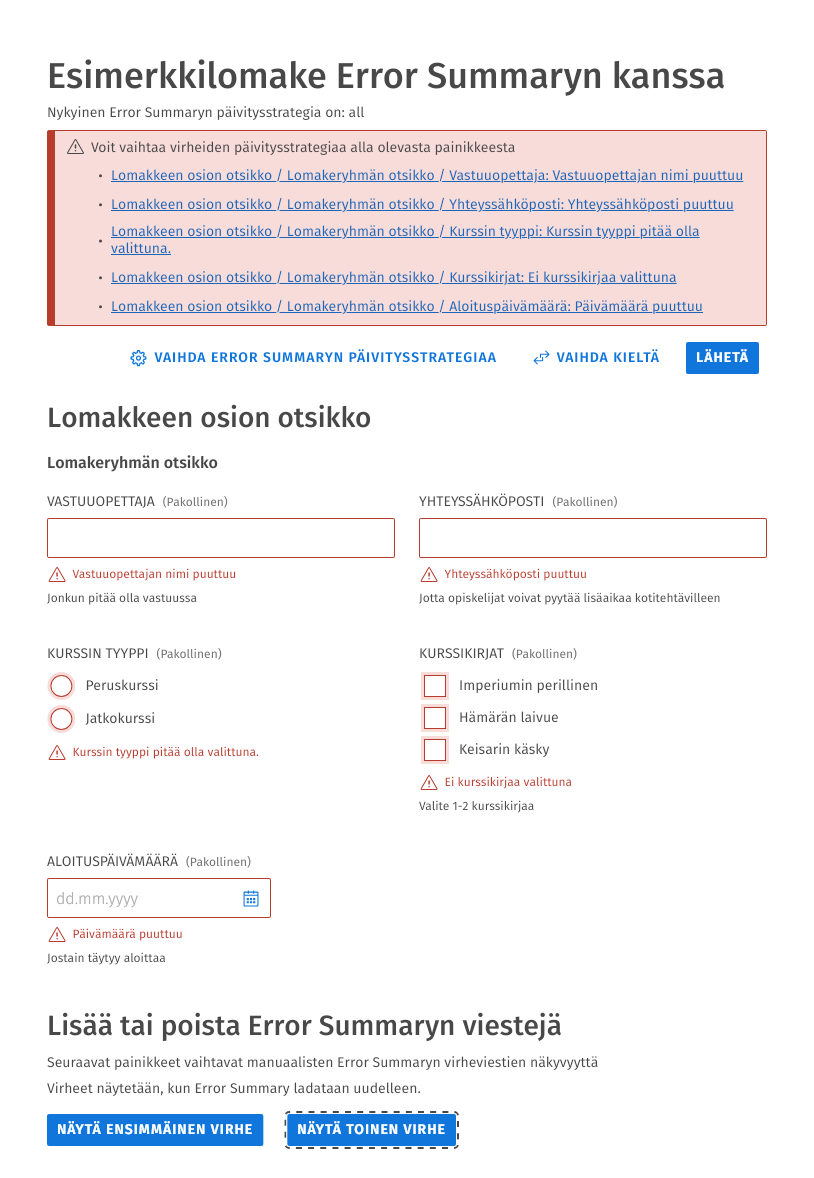 Esimerkkilomake Error Summaryn kanssa
Nykyinen Error Summaryn päivitysstrategia on: all
Voit vaihtaa virheiden päivitysstrategiaa alla olevasta painikkeesta
• Lomakkeen osion otsikko / Lomakeryhmän otsikko / Vastuuopettaja: Vastuuopettajan nimi puuttuu
• Lomakkeen osion otsikko / Lomakeryhmän otsikko / Yhteyssähköposti: Yhteyssähköposti puuttuu
• Lomakkeen osion otsikko / Lomakeryhmän otsikko / Kurssin tyyppi: Kurssin tyyppi pitää olla
valittuna.
• Lomakkeen osion otsikko / Lomakeryhmän otsikko / Kurssikirjat: Ei kurssikirjaa valittuna
• Lomakkeen osion otsikko / Lomakeryhmän otsikko / Aloituspäivämäärä: Päivämäärä puuttuu
VAIHDA ERROR SUMMARYN PÄIVITYSSTRATEGIAA VAIHDA KIELTÄ LÄHETÄ
Lomakkeen osion otsikko
Lomakeryhmän otsikko
VASTUUOPETTAJA (Pakollinen)
Vastuuopettajan nimi puuttuu
Jonkun pitää olla vastuussa
YHTEYSSÄHKÖPOSTI (Pakollinen)
Yhteyssähköposti puuttuu
Jotta opiskelijat voivat pyytää lisäaikaa kotitehtävilleen
KURSSIN TYYPPI (Pakollinen)
Peruskurssi
Jatkokurssi
Kurssin tyyppi pitää olla valittuna.
KURSSIKIRJAT (Pakollinen)
Imperiumin perillinen
Hämärän laivue
Keisarin käsky
Ei kurssikirjaa valittuna
Valite 1-2 kurssikirjaa
ALOITUSPÄIVÄMÄÄRÄ (Pakollinen)
dd.mm.yyyy
Päivämäärä puuttuu
Jostain täytyy aloittaa
Lisää tai poista Error Summaryn viestejä
Seuraavat painikkeet vaihtavat manuaalisten Error Summaryn virheviestien näkyvyyttä
Virheet näytetään, kun Error Summary ladataan uudelleen.
NÄYTÄ ENSIMMÄINEN VIRHE NÄYTÄ TOINEN VIRHE